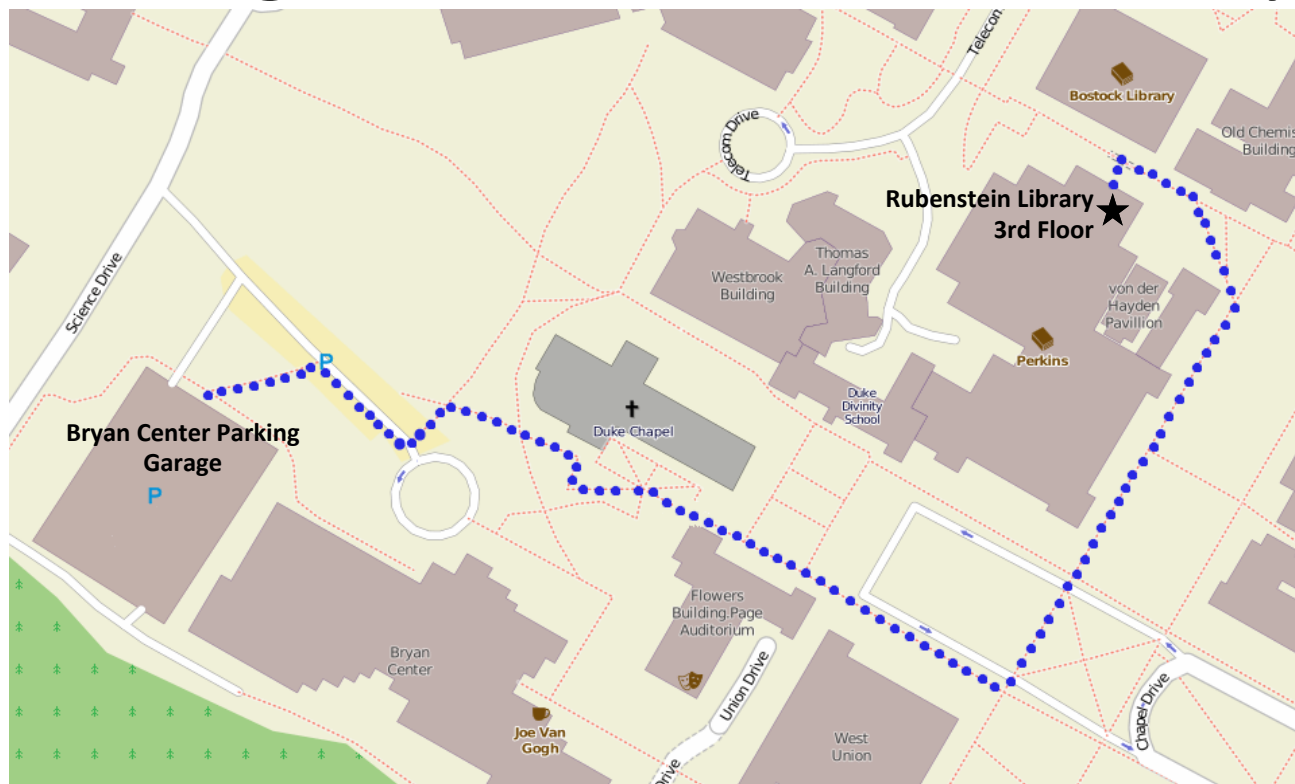 Telecom
Bostock Library
Old Chemis
Building
Telecom Drive
Telecom Drive
Rubenstein Library
3rd Floor
Thomas
A. Langford
Building
Westbrook
Building
von der
Hayden
Pavillion
Science Drive
P
Perkins
Duke
Divinity
School
Duke Chapel
Bryan Center Parking
Garage
P
Flowers
Building.Page
Auditorium
Bryan
Center
Union Drive
Chapel Drive
Joe Van
Gogh
West
Union
Drive